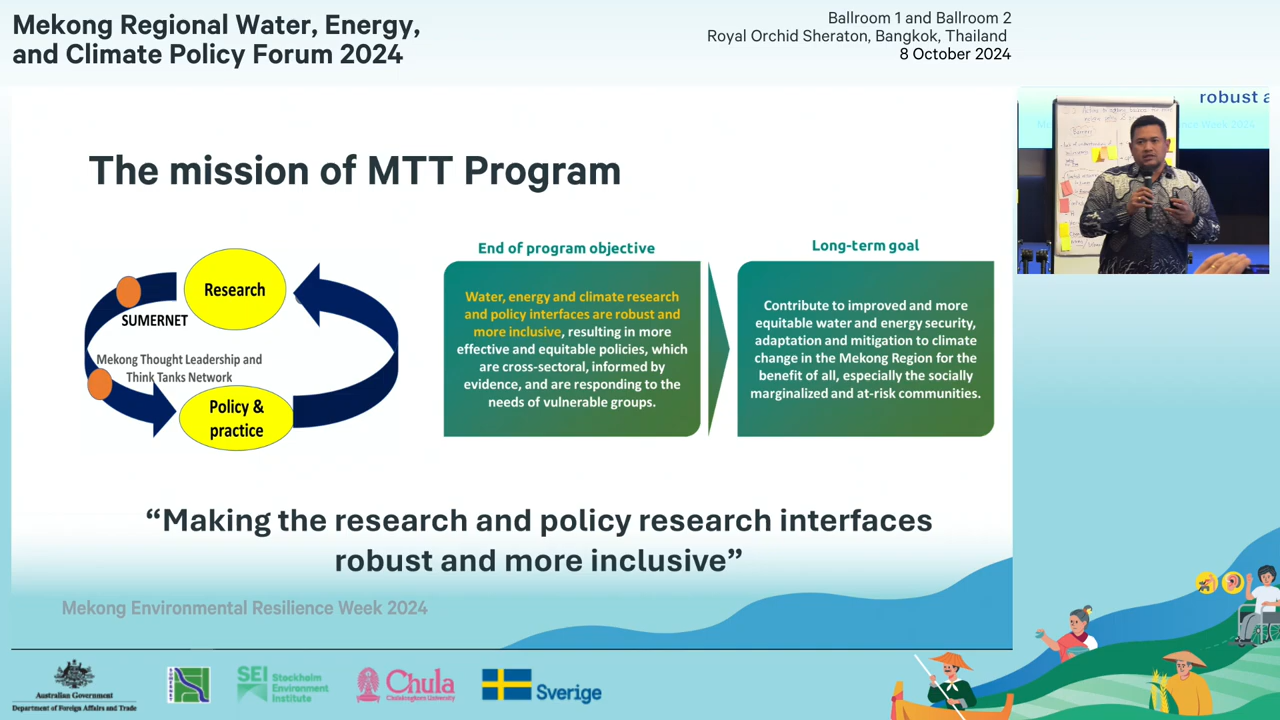 Mekong Regional Water, Energy,
and Climate Policy Forum 2024
Ballroom 1 and Ballroom 2
Royal Orchid Sheraton, Bangkok, Thailand
8 October 2024
robust a
The mission of MTT Program
Research
SUMERNET
Mekong Thought Leadership and
Think Tanks Network
Policy &
practice
End of program objective
Water, energy and climate research
and policy interfaces are robust and
more inclusive, resulting in more
effective and equitable policies, which
are cross-sectoral, informed by
evidence, and are responding to the
needs of vulnerable groups.
Long-term goal
Contribute to improved and more
equitable water and energy security,
adaptation and mitigation to climate
change in the Mekong Region for the
benefit of all, especially the socially
marginalized and at-risk communities.
“Making the research and policy research interfaces
robust and more inclusive”
Mekong Environmental Resilience Week 2024
Australian Government
Department of Foreign Affairs and Trade
SUMERNET
SEI Stockholm
Environment
Institute
Chula
Chulalongkorn University
Sverige